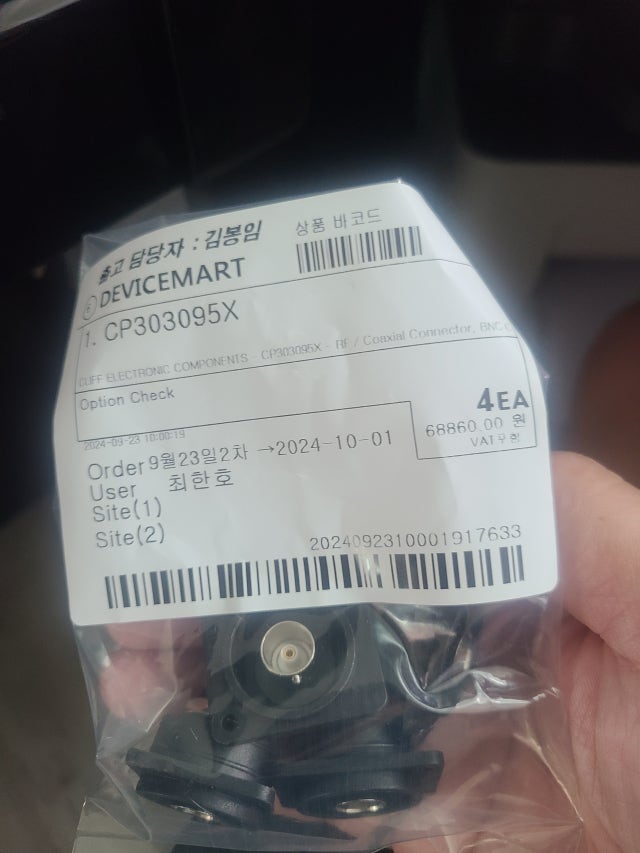 출고 담당자 : 김봉임
상품 바코드
DEVICEMART
1. CP303095X
CLIFF ELECTRONIC COMPONENTS - CP303095X - RF / Coaxial Connector, BNC
Option Check
4EA
68860.00 원
VAT포함
2024-09-23 10:00:19
Order 9월23일2차 →2024-10-01
User 최한호
Site(1)
Site(2)
2024092310001917633